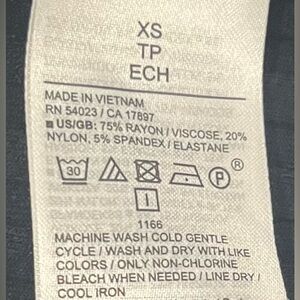 XS
TP
ECH
MADE IN VIETNAM
RN 54023 / CA 17897
■ US/GB: 75% RAYON / VISCOSE, 20%
NYLON, 5% SPANDEX / ELASTANE
30 P ®
I
1166
MACHINE WASH COLD GENTLE
CYCLE / WASH AND DRY WITH LIKE
COLORS / ONLY NON-CHLORINE
BLEACH WHEN NEEDED / LINE DRY /
COOL IRON